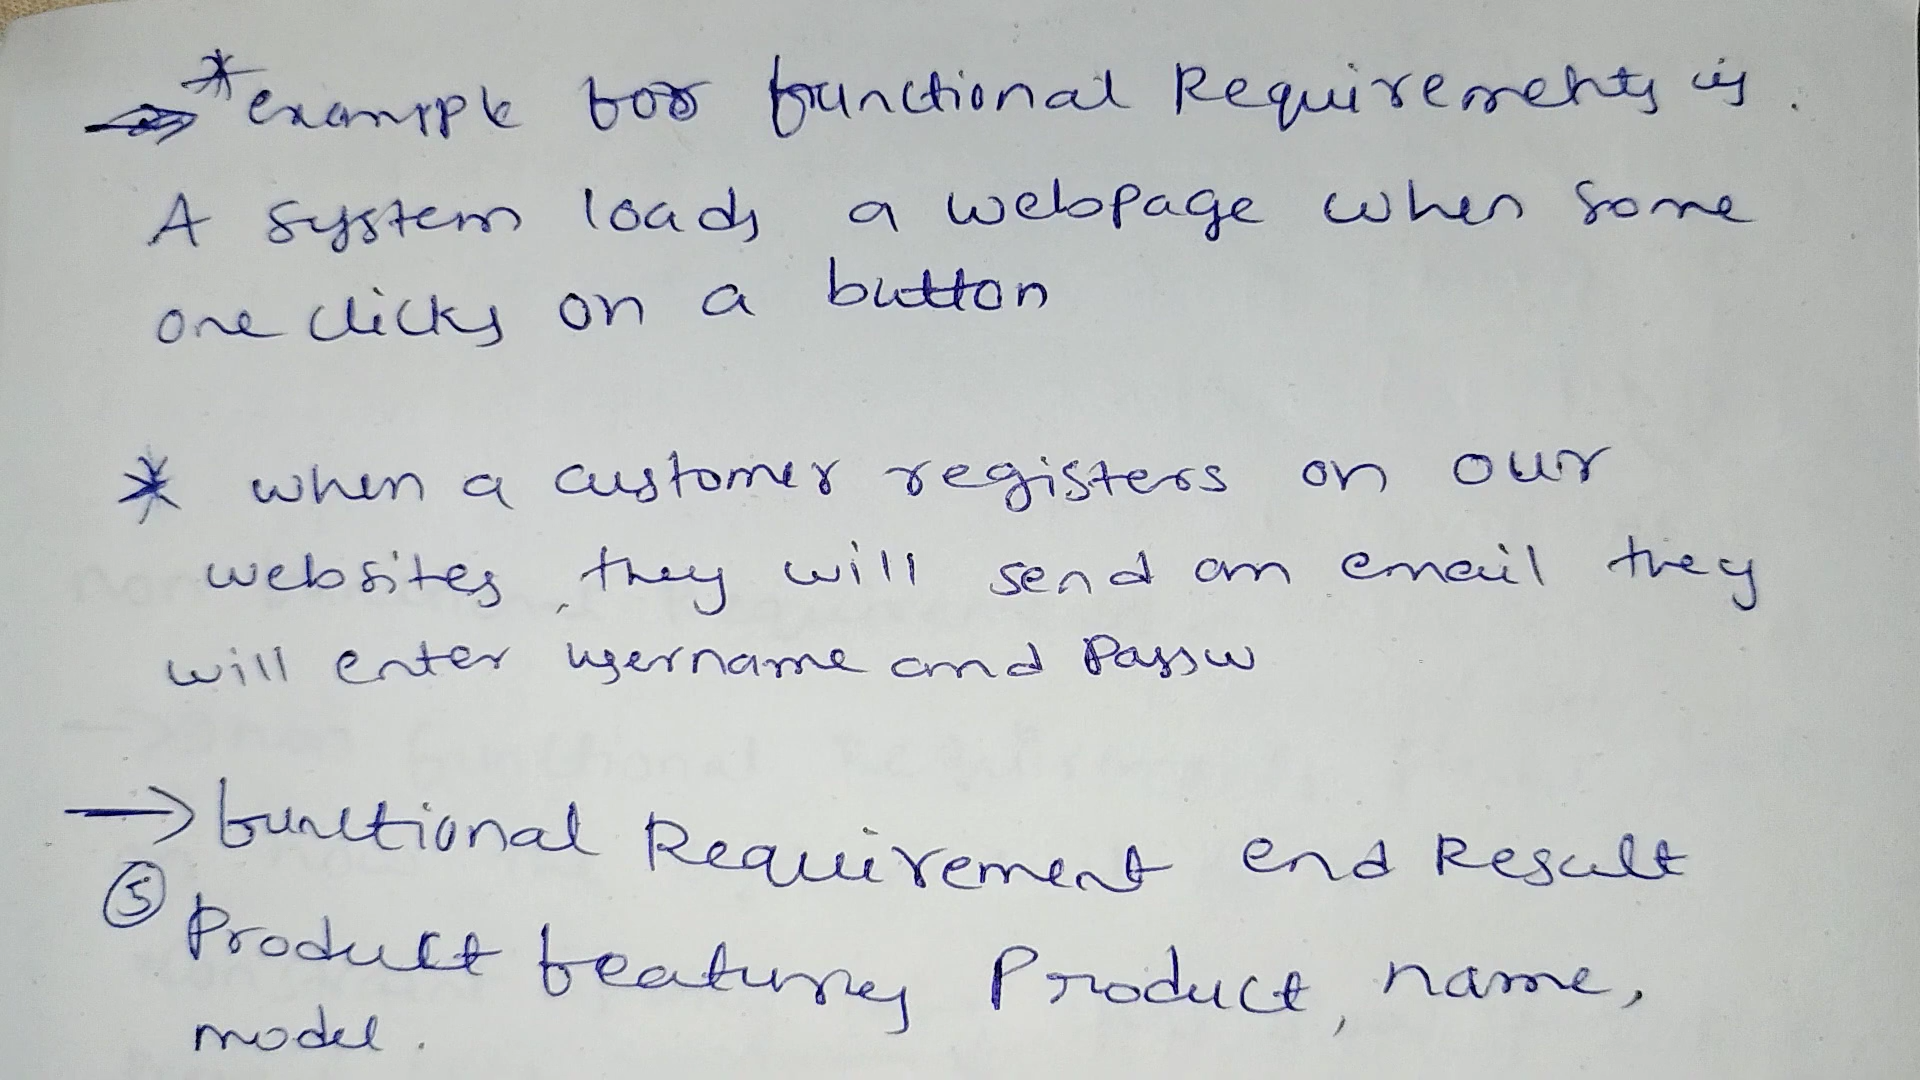 * example for functional Requirements is.
A system loads a webpage when some
one clicks on a button
* when a customer registers on our
websites, they will send an email they
will enter username and Passw
→ functional Requirement end Result
⑤ Product features Product, name,
model.